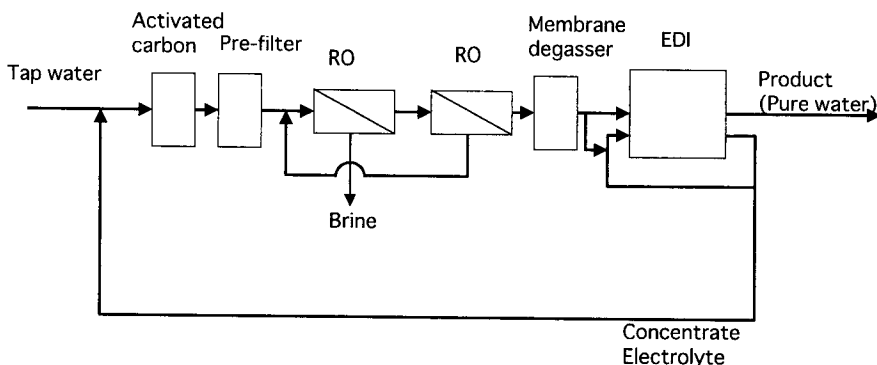 Activated
carbon
Pre-filter
RO
RO
Membrane
degasser
EDI
Tap water
Product
(Pure water)
Brine
Concentrate
Electrolyte